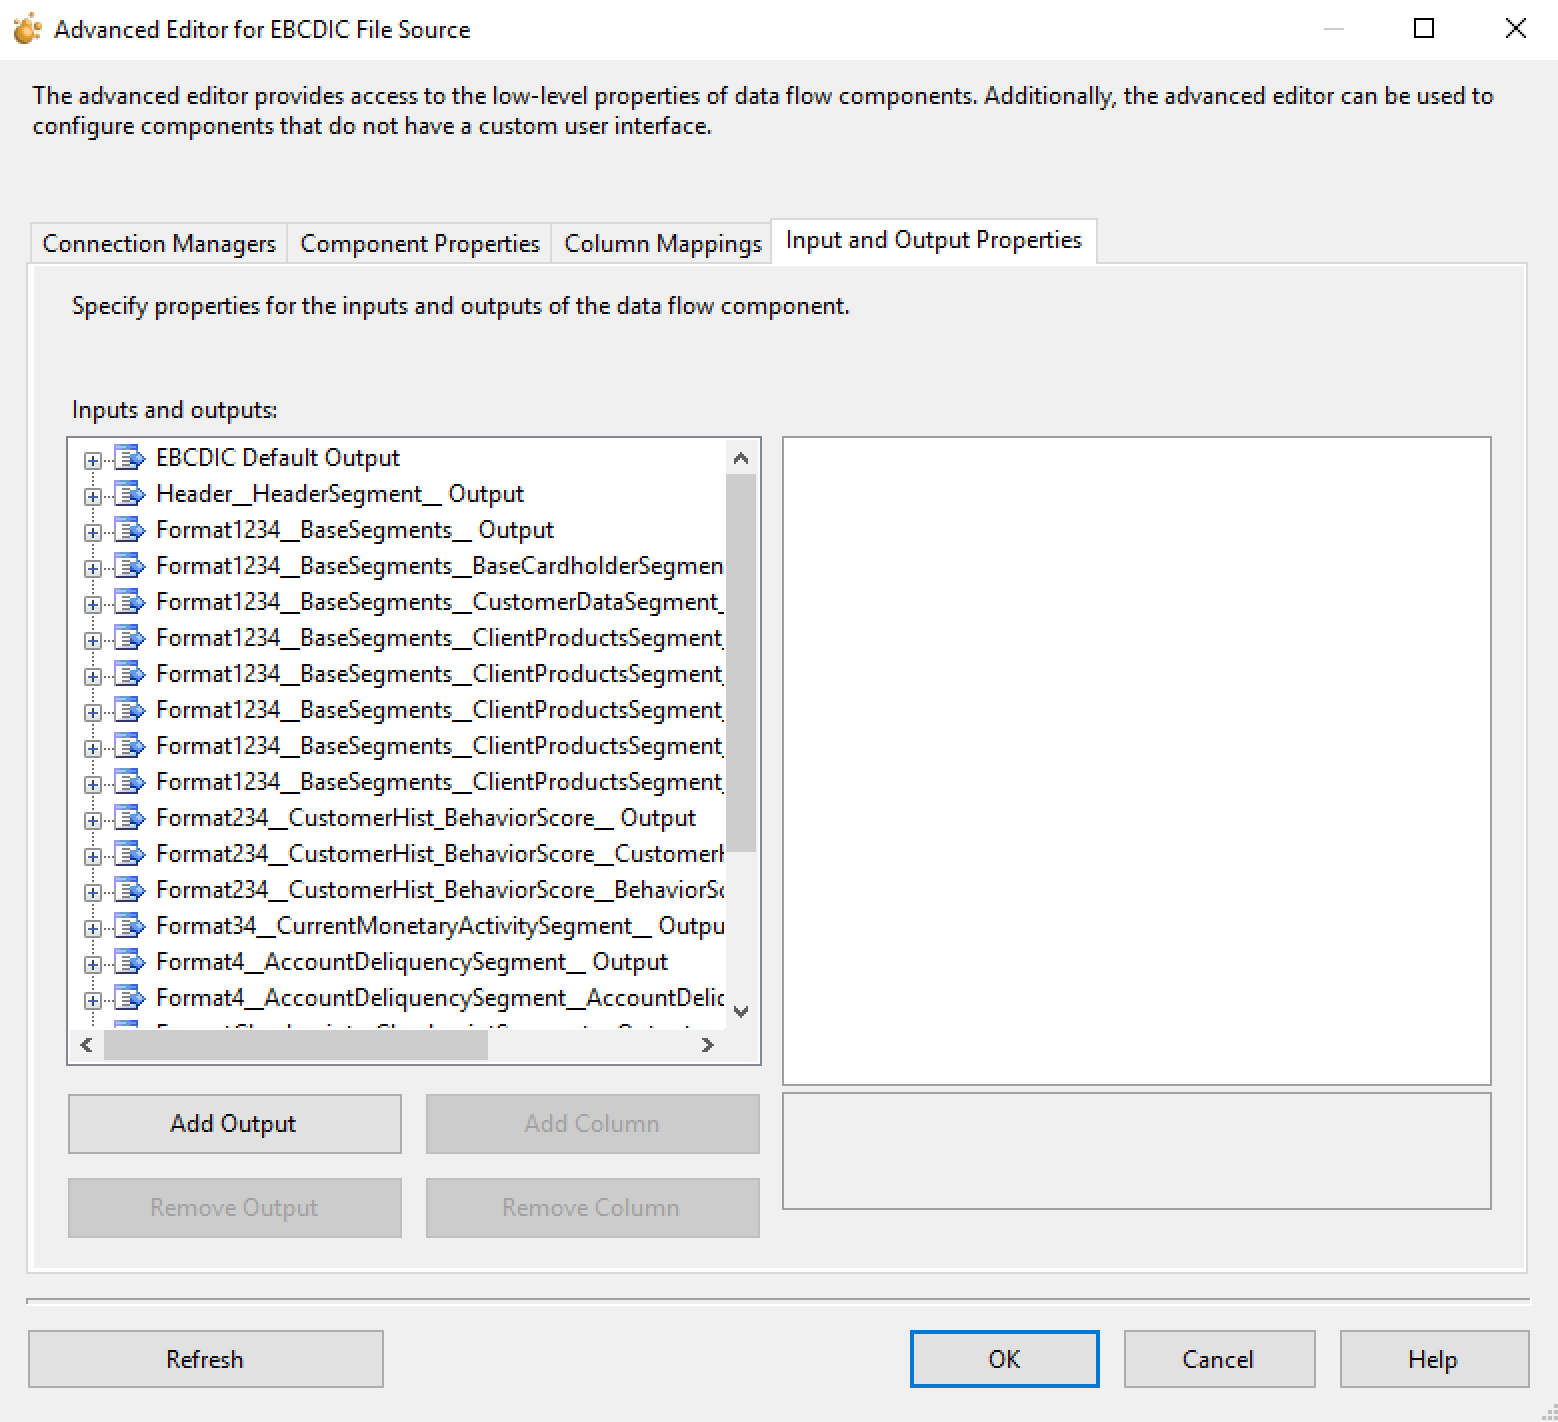 Advanced Editor for EBCDIC File Source
The advanced editor provides access to the low-level properties of data flow components. Additionally, the advanced editor can be used to
configure components that do not have a custom user interface.
Connection Managers Component Properties Column Mappings Input and Output Properties
Specify properties for the inputs and outputs of the data flow component.
Inputs and outputs:
EBCDIC Default Output
Header__HeaderSegment__ Output
Format1234__BaseSegments__ Output
Format1234__BaseSegments__BaseCardholderSegmen
Format1234__BaseSegments__CustomerDataSegment_
Format1234__BaseSegments__ClientProductsSegment_
Format1234__BaseSegments__ClientProductsSegment_
Format1234__BaseSegments__ClientProductsSegment_
Format1234__BaseSegments__ClientProductsSegment_
Format1234__BaseSegments__ClientProductsSegment_
Format234__CustomerHist_BehaviorScore__ Output
Format234__CustomerHist_BehaviorScore__CustomerH
Format234__CustomerHist_BehaviorScore__BehaviorSc
Format34__CurrentMonetaryActivitySegment__ Outpu
Format4__AccountDeliquencySegment__ Output
Format4__AccountDeliquencySegment__AccountDelic
Add Output Add Column
Remove Output Remove Column
Refresh OK Cancel Help